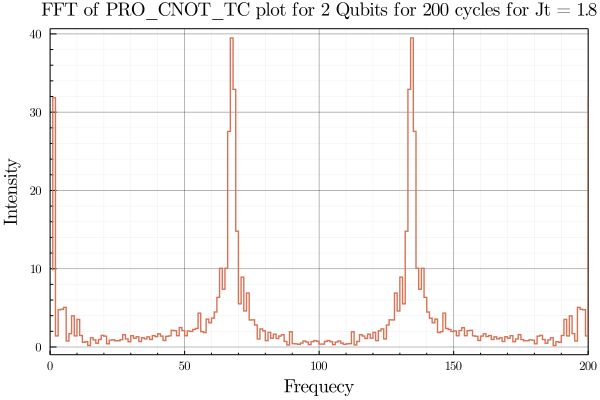 FFT of PRO_CNOT_TC plot for 2 Qubits for 200 cycles for Jt = 1.8
40
30
20
10
0
Intensity
0 50 100 150 200
Frequecy